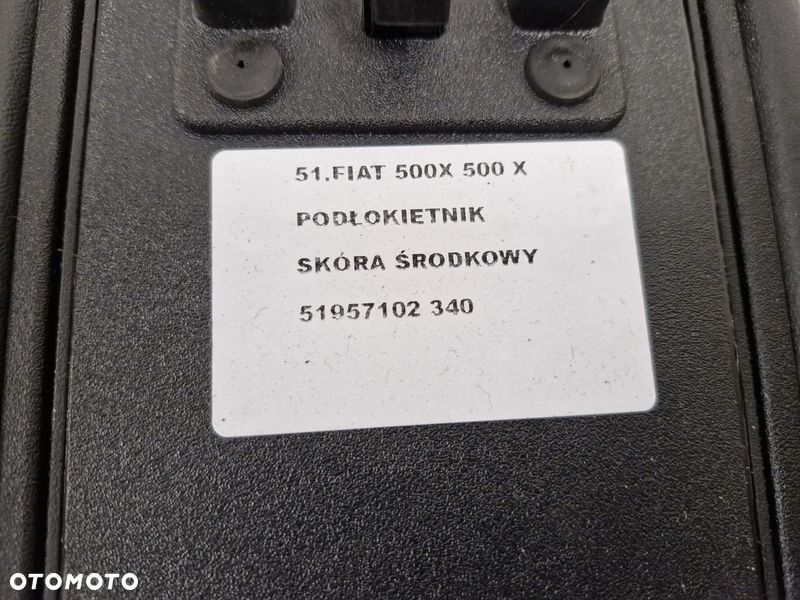 51.FIAT 500X 500 X
PODŁOKIETNIK
SKÓRA ŚRODKOWY
51957102 340
OTOMOTO